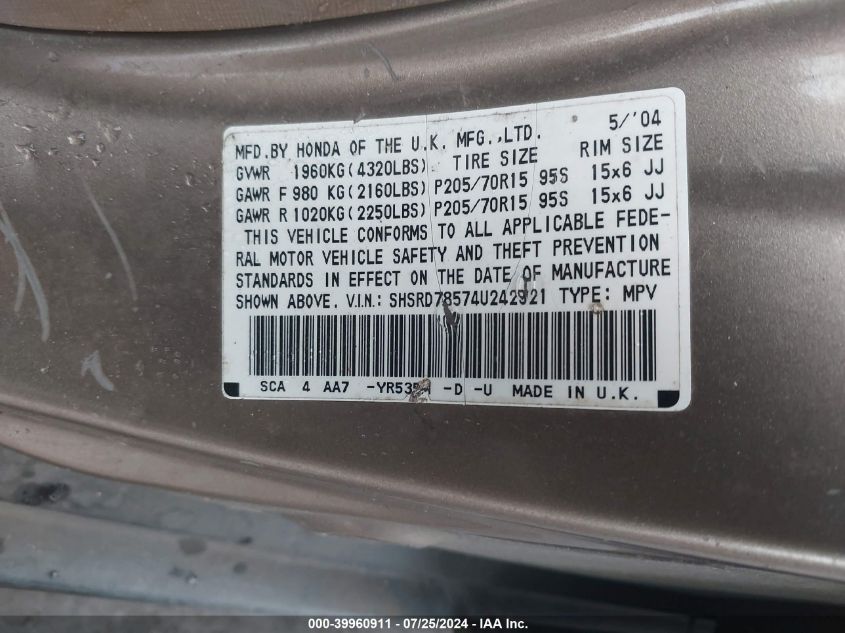 MFD.BY HONDA OF THE U.K. MFG.,LTD. 5/'04
GVWR 1960KG(4320LBS) TIRE SIZE RIM SIZE
GAWR F 980 KG(2160LBS) P205/70R15 95S 15x6 JJ
GAWR R 1020KG(2250LBS) P205/70R15 95S 15x6 JJ
THIS VEHICLE CONFORMS TO ALL APPLICABLE FEDE-
RAL MOTOR VEHICLE SAFETY AND THEFT PREVENTION
STANDARDS IN EFFECT ON THE DATE OF MANUFACTURE
SHOWN ABOVE. V.I.N.: TYPE: MPV
SCA 4 AA7 -D -U MADE IN U.K.
000-39960911 / 07/25/2024 - IAA Inc.